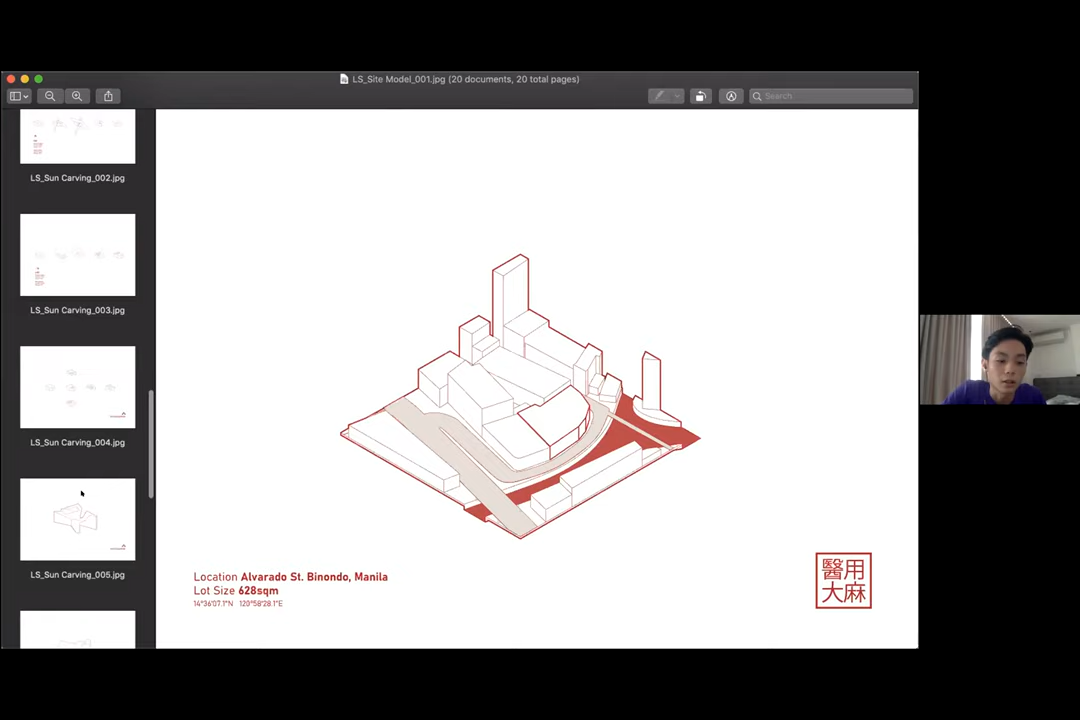 LS_Site Model_001.jpg (20 documents, 20 total pages)
Search
LS_Sun Carving_002.jpg
LS_Sun Carving_003.jpg
LS_Sun Carving_004.jpg
LS_Sun Carving_005.jpg
Location Alvarado St. Binondo, Manila
Lot Size 628sqm
14°36'07.1"N 120°58'28.1"E
醫用
大麻